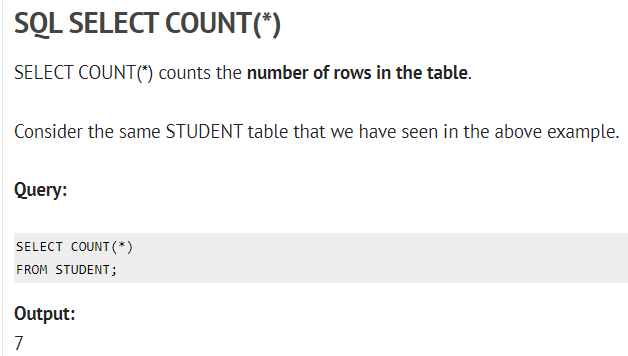 SQL SELECT COUNT(*)
SELECT COUNT(*) counts the number of rows in the table.
Consider the same STUDENT table that we have seen in the above example.
Query:
SELECT COUNT(*)
FROM STUDENT;
Output:
7